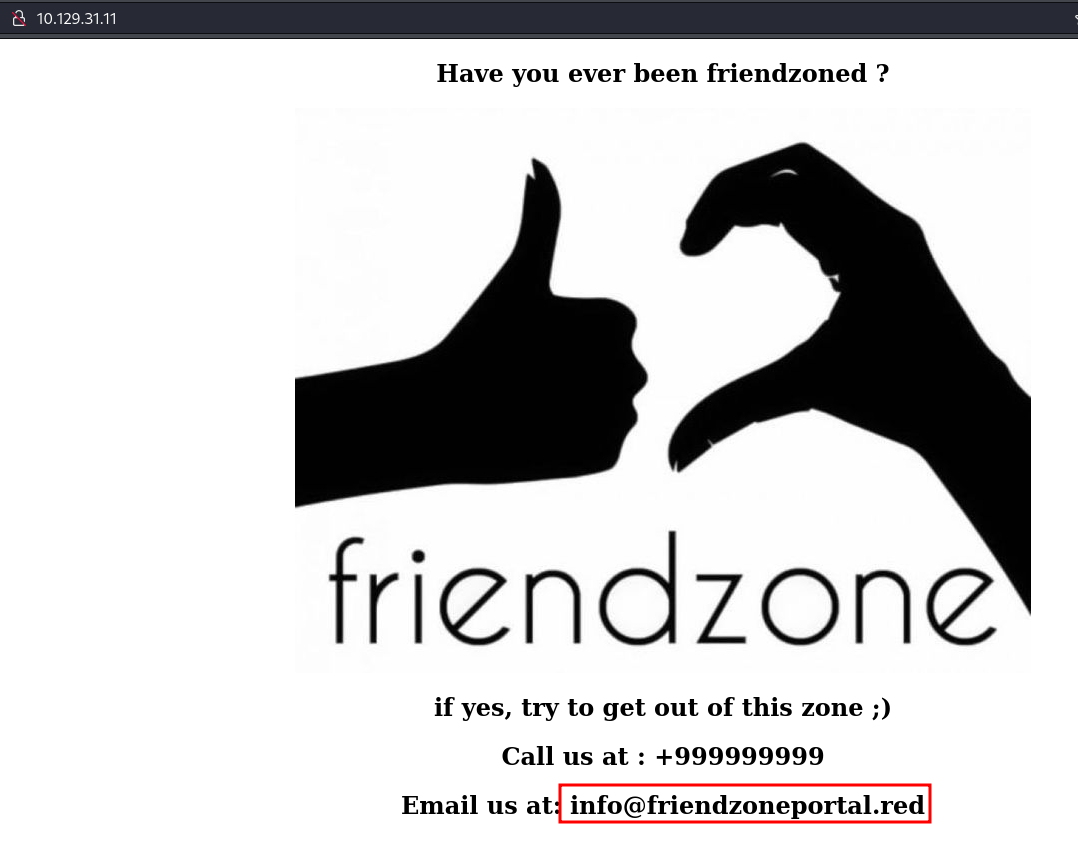 10.129.31.11
Have you ever been friendzoned ?
friendzone
if yes, try to get out of this zone ;)
Call us at : +999999999
Email us at: info@friendzoneportal.red